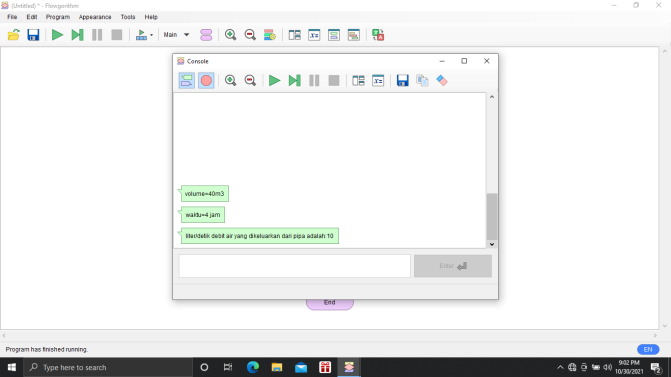 (Untitled) * - Flowgorithm
File Edit Program Appearance Tools Help
Main
Console
volume=40m3
waktu=4 jam
liter/detik debit air yang dikeluarkan dari pipa adalah:10
Enter
End
Program has finished running.
EN
Type here to search
9:02 PM
10/30/2021
2